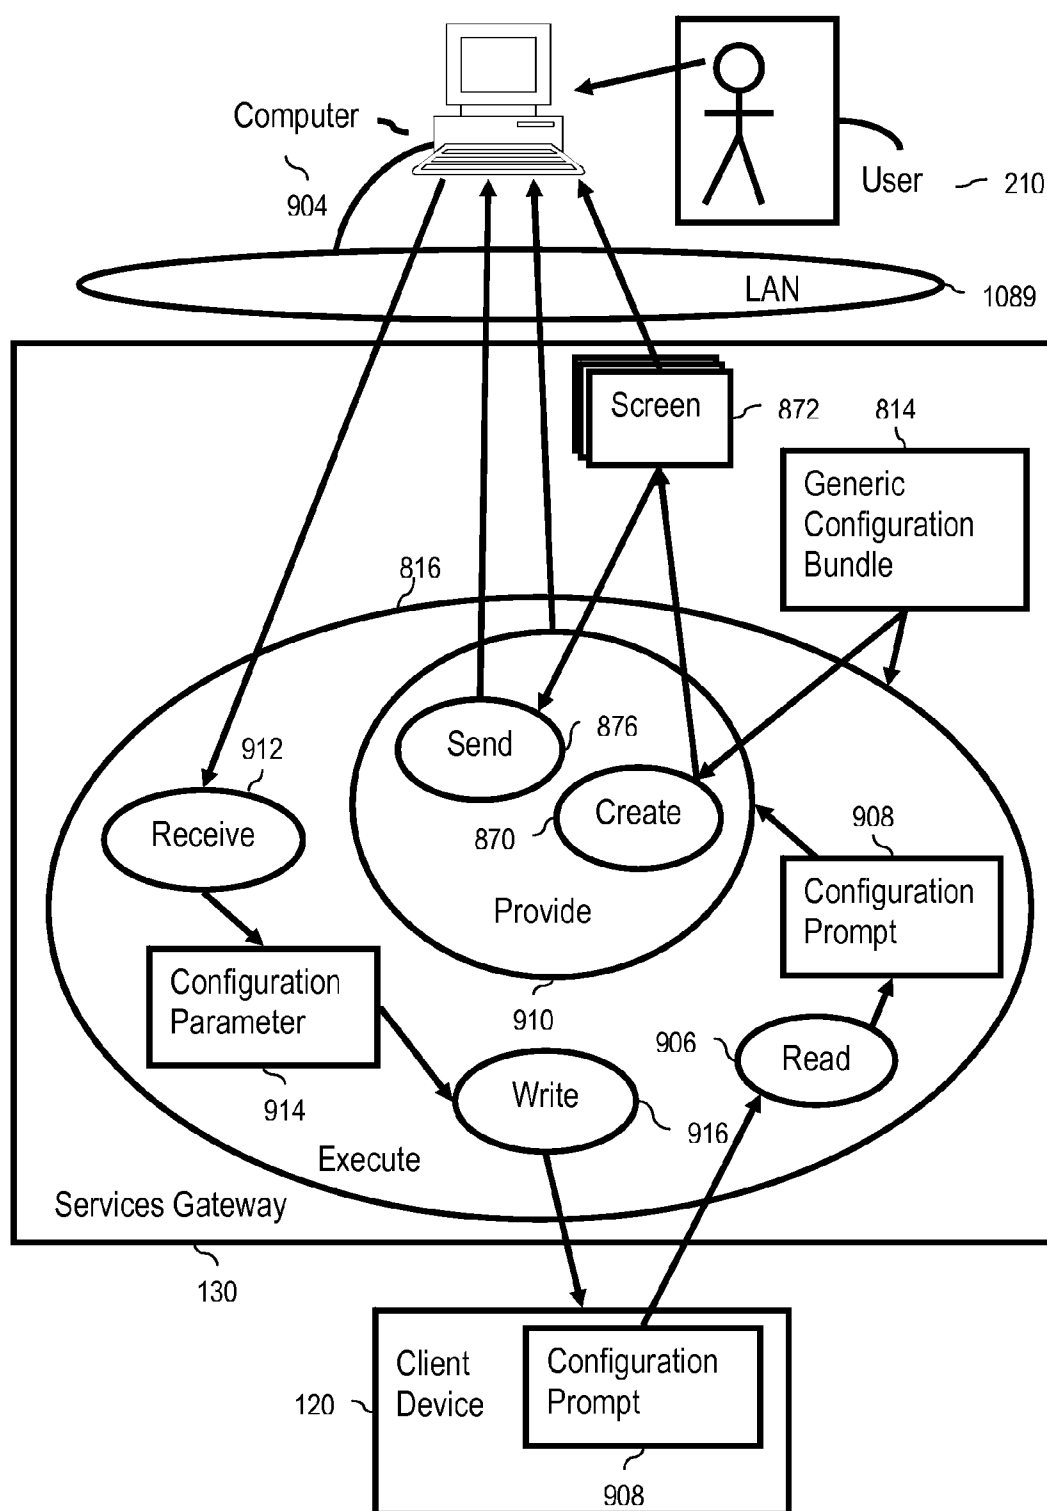 Computer
904
User
210
LAN
1089
Screen
872
814
Generic
Configuration
Bundle
816
Send
876
912
Receive
870
Create
908
Configuration
Prompt
Provide
Configuration
Parameter
910
906
Read
914
Write
916
Execute
Services Gateway
130
Client
Device
Configuration
Prompt
120
908